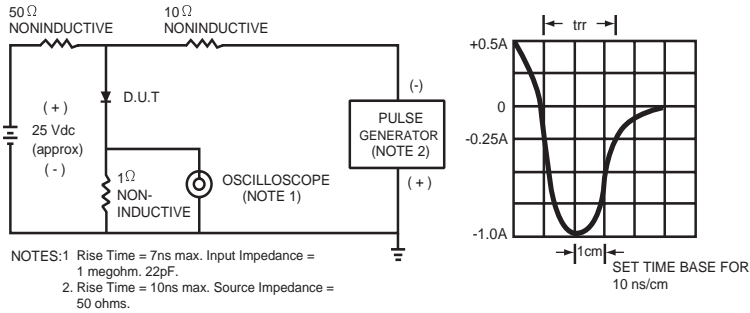 50Ω
NONINDUCTIVE
10Ω
NONINDUCTIVE
(+)
25 Vdc
(approx)
(-)
D.U.T
1Ω
NON-
INDUCTIVE
OSCILLOSCOPE
(NOTE 1)
(-)
PULSE
GENERATOR
(NOTE 2)
(+)
NOTES:1 Rise Time = 7ns max. Input Impedance =
1 megohm. 22pF.
2. Rise Time = 10ns max. Source Impedance =
50 ohms.
trr
+0.5A
0
-0.25A
-1.0A
1cm
SET TIME BASE FOR
10 ns/cm